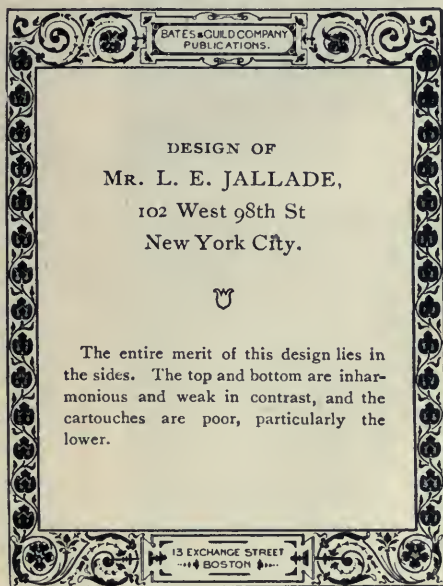 BATES & GUILD COMPANY
PUBLICATIONS.
DESIGN OF
MR. L. E. JALLADE,
102 West 98th St
New York City.
The entire merit of this design lies in
the sides. The top and bottom are inhar-
monious and weak in contrast, and the
cartouches are poor, particularly the
lower.
13 EXCHANGE STREET
BOSTON